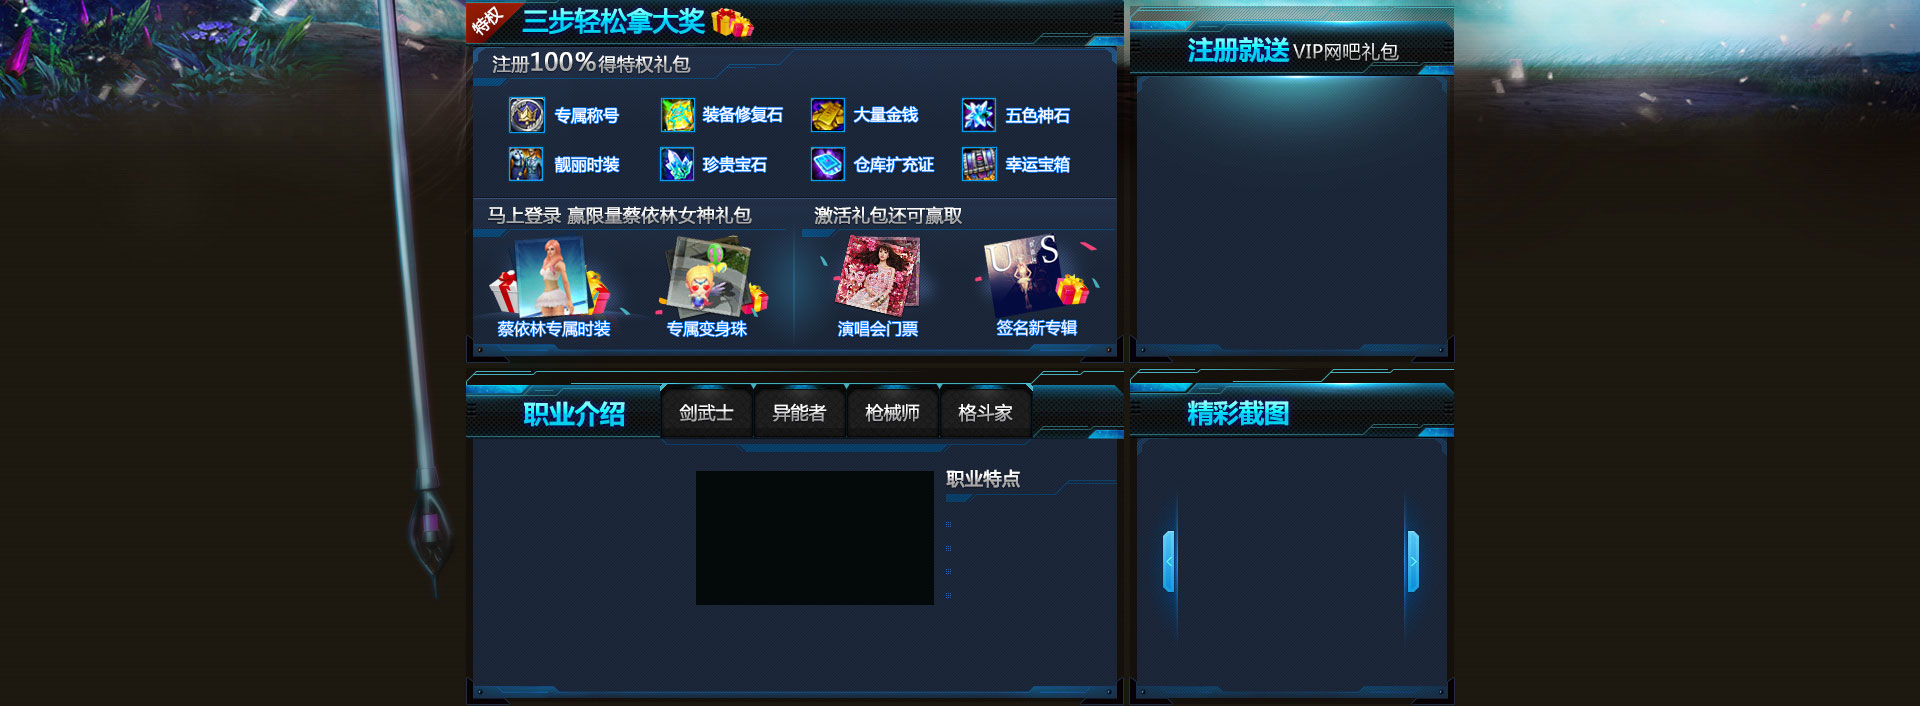 特权
三步轻松拿大奖
注册100%得特权礼包
专属称号
装备修复石
大量金钱
五色神石
靓丽时装
珍贵宝石
仓库扩充证
幸运宝箱
马上登录 赢限量蔡依林女神礼包
激活礼包还可赢取
U S
蔡依林专属时装
专属变身珠
演唱会门票
签名新专辑
注册就送VIP网吧礼包
职业介绍
剑武士
异能者
枪械师
格斗家
职业特点
精彩截图